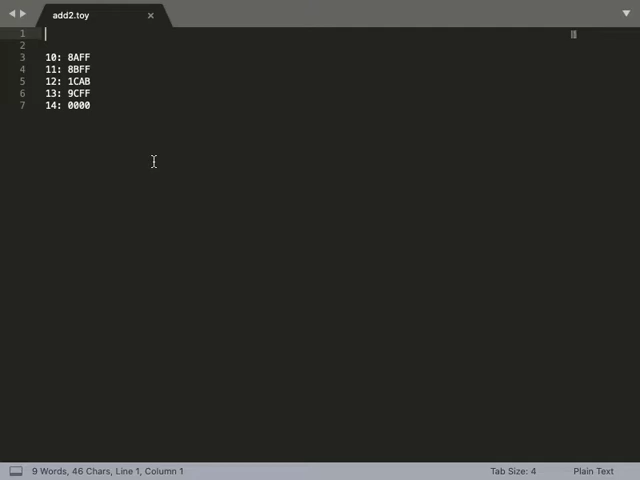 add2.toy
1
2
3 10: 8AFF
4 11: 8BFF
5 12: 1CAB
6 13: 9CFF
7 14: 0000
9 Words, 46 Chars, Line 1, Column 1 Tab Size: 4 Plain Text